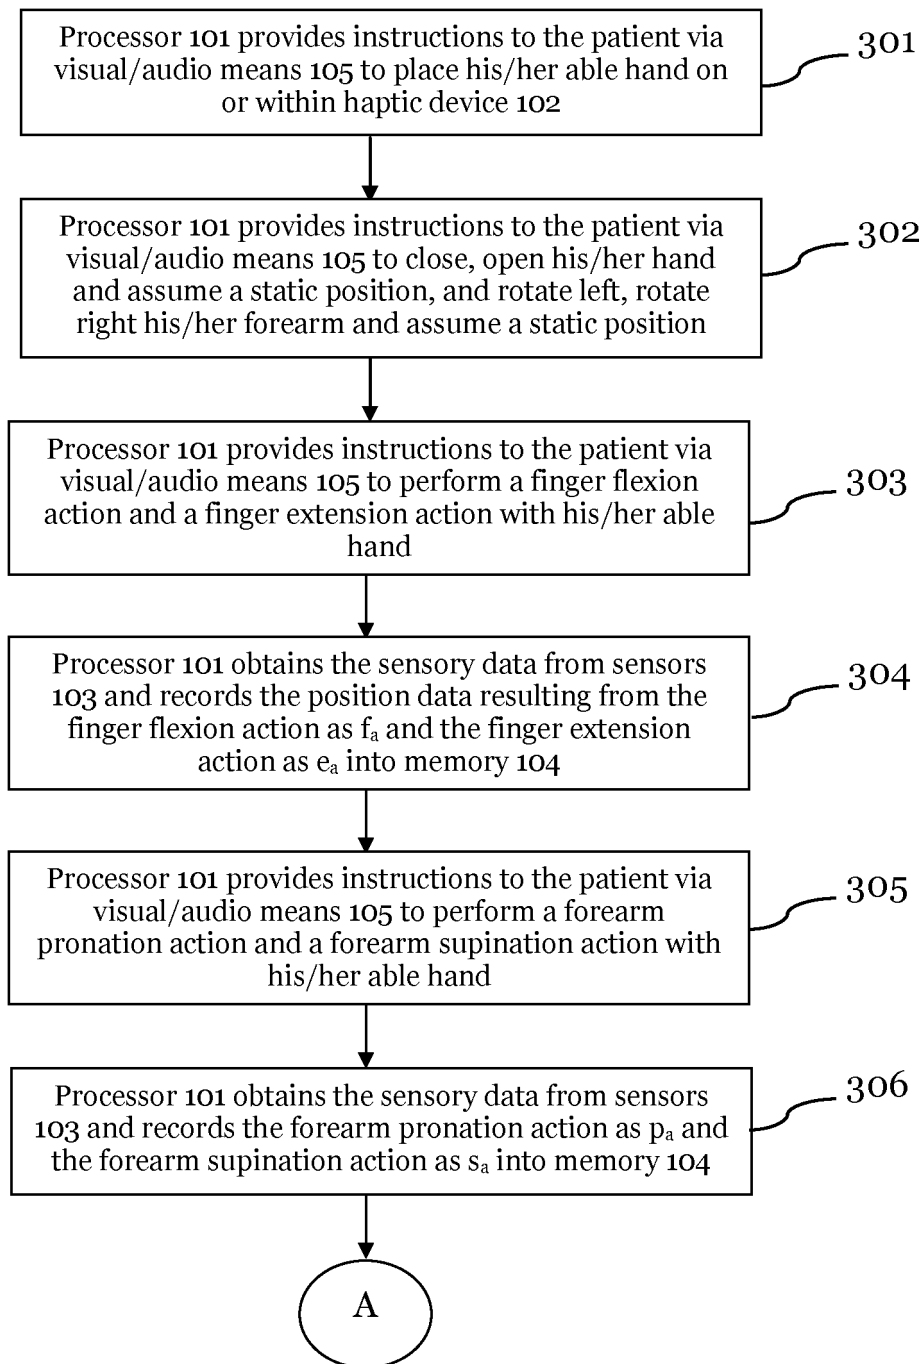 Processor 101 provides instructions to the patient via
visual/audio means 105 to place his/her able hand on
or within haptic device 102
301
Processor 101 provides instructions to the patient via
visual/audio means 105 to close, open his/her hand
and assume a static position, and rotate left, rotate
right his/her forearm and assume a static position
302
Processor 101 provides instructions to the patient via
visual/audio means 105 to perform a finger flexion
action and a finger extension action with his/her able
hand
303
Processor 101 obtains the sensory data from sensors
103 and records the position data resulting from the
finger flexion action as fₐ and the finger extension
action as eₐ into memory 104
304
Processor 101 provides instructions to the patient via
visual/audio means 105 to perform a forearm
pronation action and a forearm supination action with
his/her able hand
305
Processor 101 obtains the sensory data from sensors
103 and records the forearm pronation action as pₐ and
the forearm supination action as sₐ into memory 104
306
A